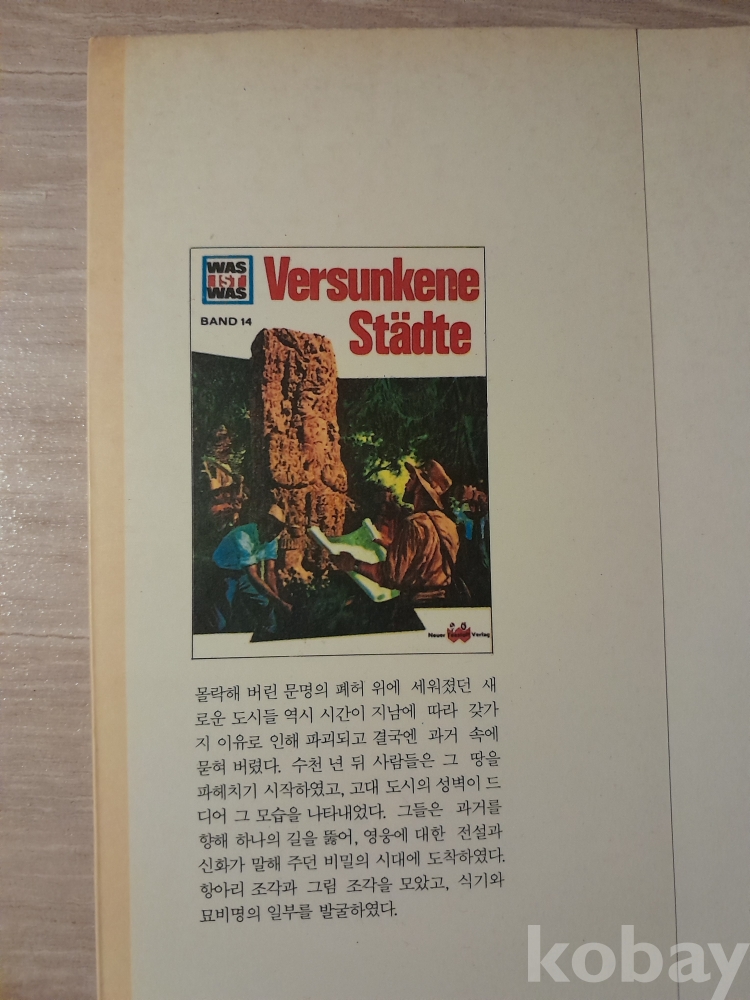 WAS
IST
WAS
BAND 14
Versunkene
Städte
Neuer
Verlag
몰락해 버린 문명의 폐허 위에 세워졌던 새
로운 도시들 역시 시간이 지남에 따라 갖가
지 이유로 인해 파괴되고 결국엔 과거 속에
묻혀 버렸다. 수천 년 뒤 사람들은 그 땅을
파헤치기 시작하였고, 고대 도시의 성벽이 드
디어 그 모습을 나타내었다. 그들은 과거를
향해 하나의 길을 뚫어, 영웅에 대한 전설과
신화가 말해 주던 비밀의 시대에 도착하였다.
항아리 조각과 그림 조각을 모았고, 식기와
묘비명의 일부를 발굴하였다.
kobay